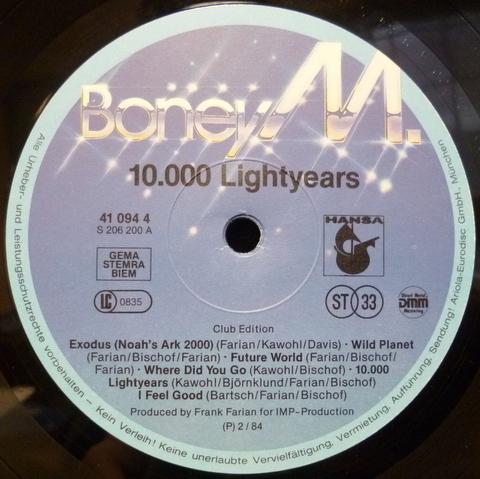 Boney M.
10.000 Lightyears
41 094 4
S 206 200 A
HANSA
GEMA
STEMRA
BIEM
LC 0835
ST 33
Direct Metal
DMM
Mastering
Club Edition
Exodus (Noah's Ark 2000) (Farian/Kawohl/Davis) · Wild Planet
(Farian/Bischof/Farian) · Future World (Farian/Bischof/
Farian) · Where Did You Go (Kawohl/Bischof) · 10.000
Lightyears (Kawohl/Björnklund/Farian/Bischof)
I Feel Good (Bartsch/Farian/Bischof)
Produced by Frank Farian for IMP-Production
(P) 2/84
Alle Urheber- und Leistungsschutzrechte vorbehalten – Kein Verleih! Keine unerlaubte Vervielfältigung, Vermietung, Aufführung, Sendung! Ariola-Eurodisc GmbH., München